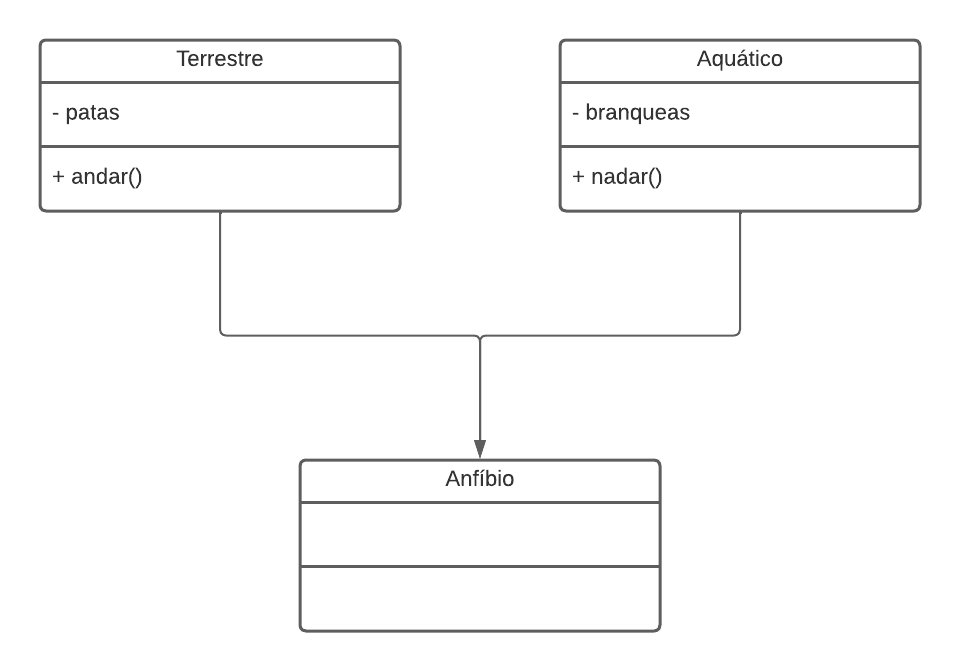 Terrestre
- patas
+ andar()
Aquático
- branqueas
+ nadar()
Anfíbio